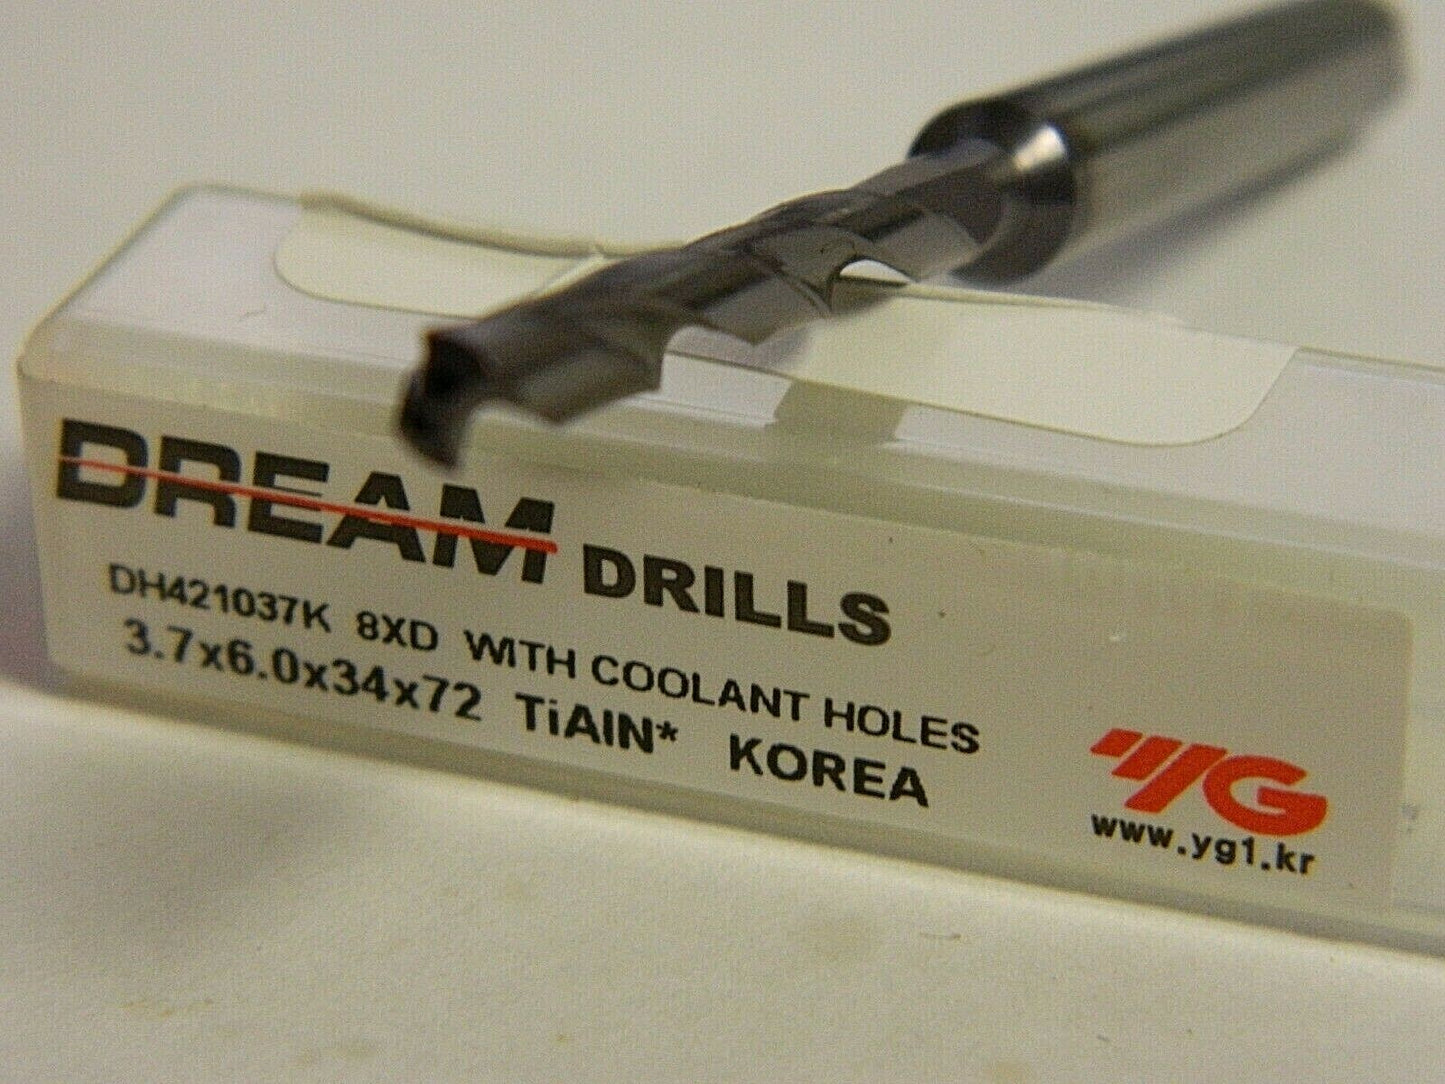 DREAM DRILLS
DH421037K 8XD WITH COOLANT HOLES
3.7x6.0x34x72 TiAlN* KOREA
YG
www.yg1.kr